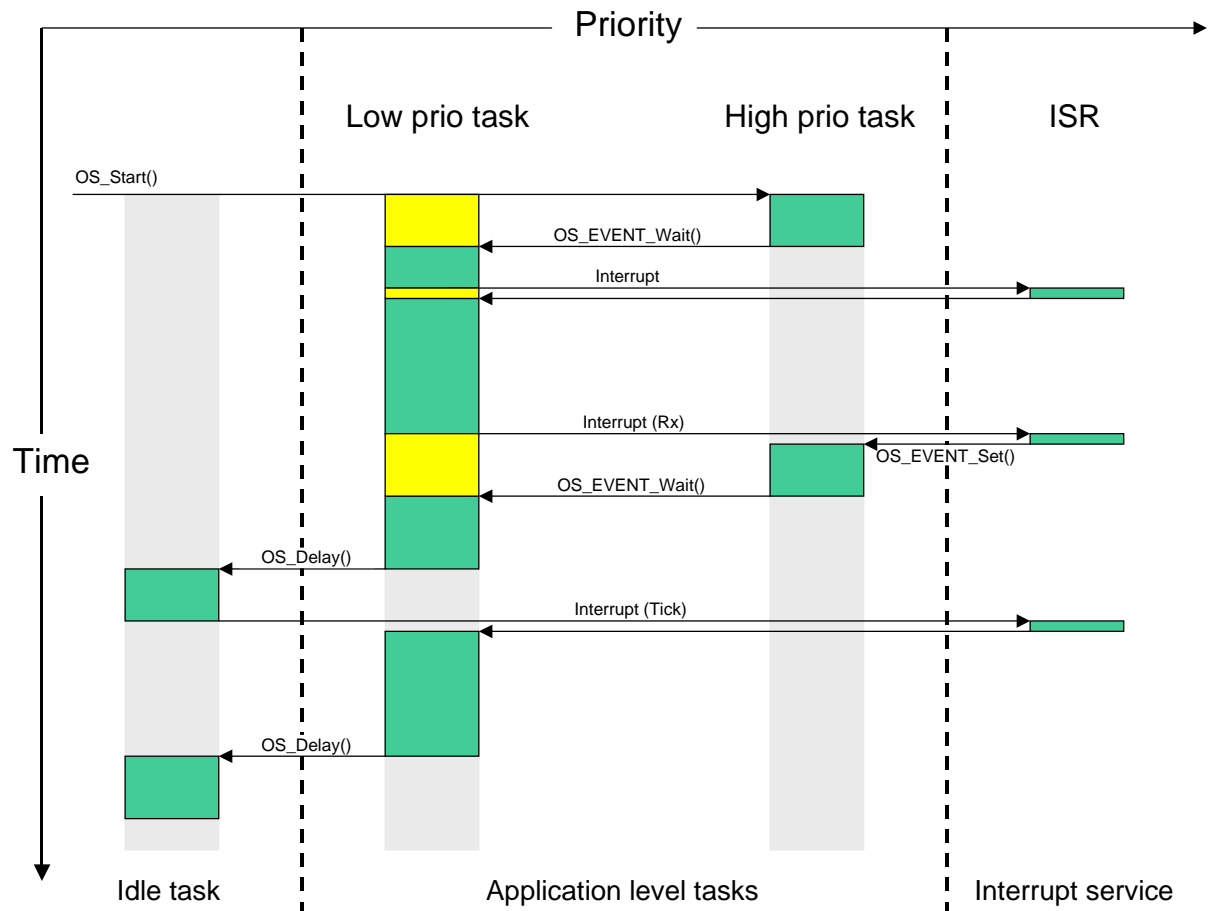 Priority
Low prio task
High prio task
ISR
OS_Start()
OS_EVENT_Wait()
Interrupt
Interrupt (Rx)
Time
OS_EVENT_Set()
OS_EVENT_Wait()
OS_Delay()
Interrupt (Tick)
OS_Delay()
Idle task
Application level tasks
Interrupt service